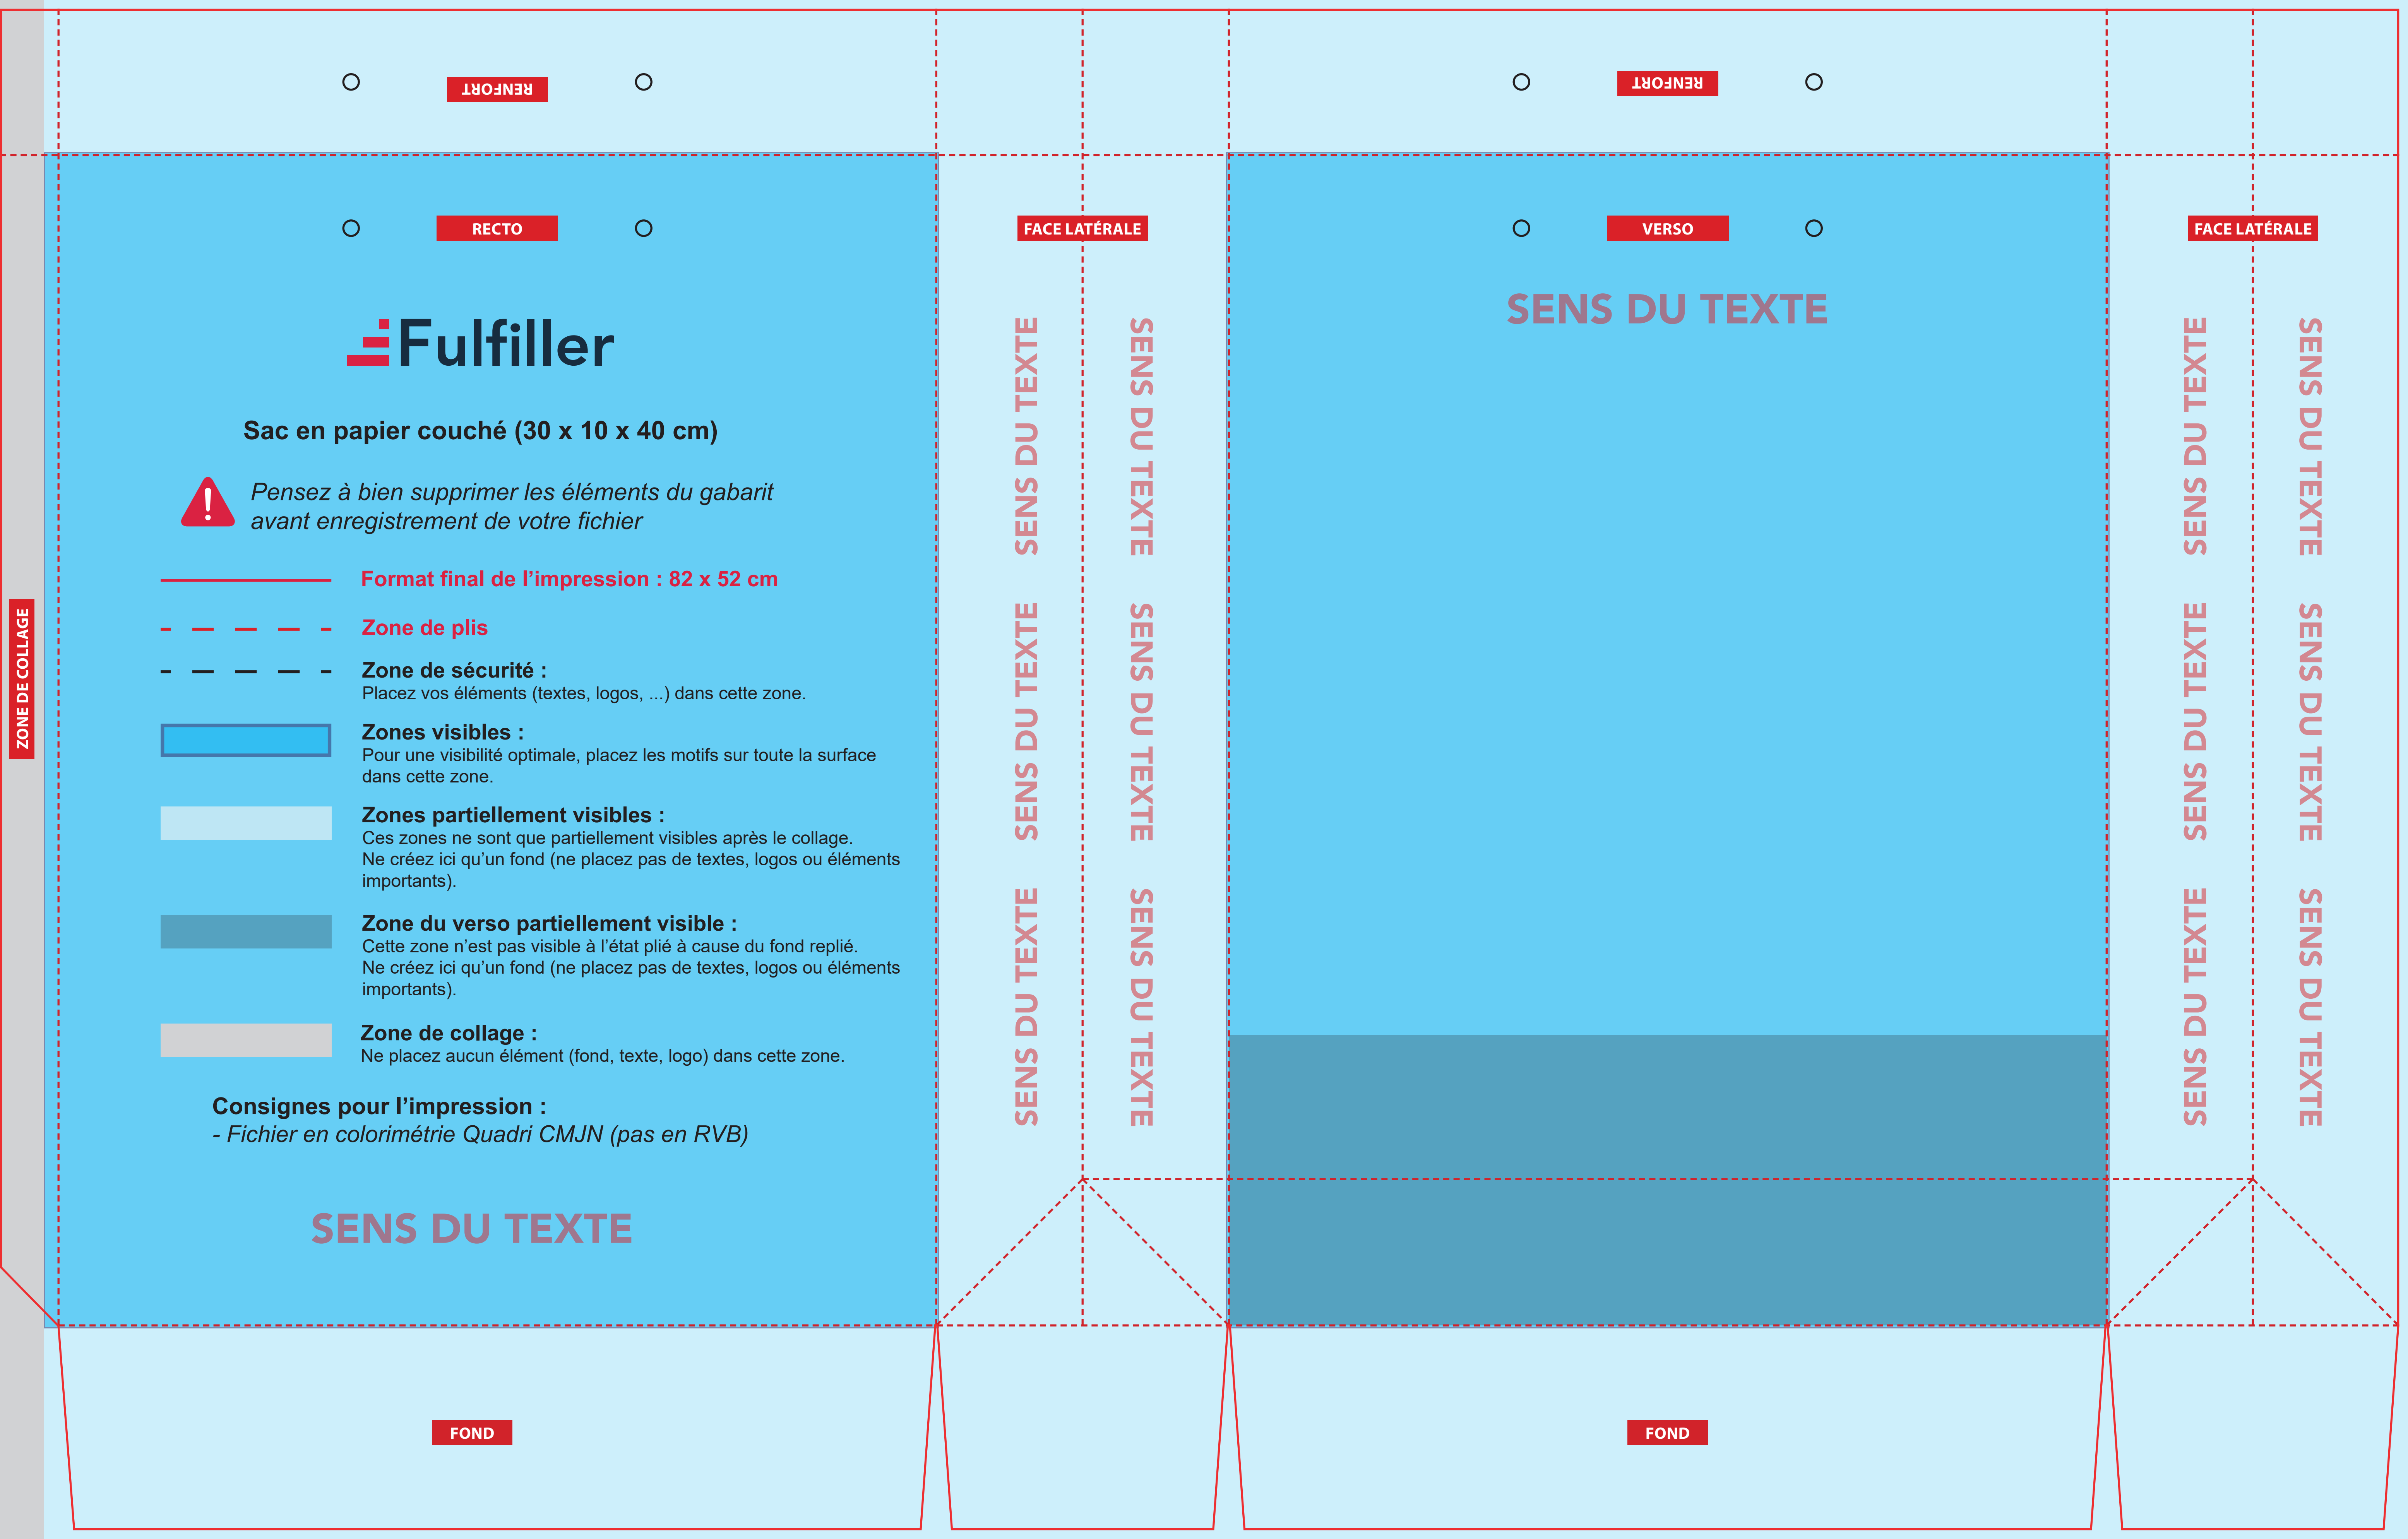 RENFORT
RENFORT
RECTO
FACE LATÉRALE
VERSO
FACE LATÉRALE
ZONE DE COLLAGE
Fulfiller
Sac en papier couché (30 x 10 x 40 cm)
Pensez à bien supprimer les éléments du gabarit
avant enregistrement de votre fichier
Format final de l’impression : 82 x 52 cm
Zone de plis
Zone de sécurité :
Placez vos éléments (textes, logos, ...) dans cette zone.
Zones visibles :
Pour une visibilité optimale, placez les motifs sur toute la surface
dans cette zone.
Zones partiellement visibles :
Ces zones ne sont que partiellement visibles après le collage.
Ne créez ici qu’un fond (ne placez pas de textes, logos ou éléments
importants).
Zone du verso partiellement visible :
Cette zone n’est pas visible à l’état plié à cause du fond replié.
Ne créez ici qu’un fond (ne placez pas de textes, logos ou éléments
importants).
Zone de collage :
Ne placez aucun élément (fond, texte, logo) dans cette zone.
Consignes pour l’impression :
- Fichier en colorimétrie Quadri CMJN (pas en RVB)
SENS DU TEXTE
SENS DU TEXTE
SENS DU TEXTE
SENS DU TEXTE
SENS DU TEXTE
SENS DU TEXTE
SENS DU TEXTE
SENS DU TEXTE
SENS DU TEXTE
SENS DU TEXTE
SENS DU TEXTE
SENS DU TEXTE
SENS DU TEXTE
SENS DU TEXTE
FOND
FOND